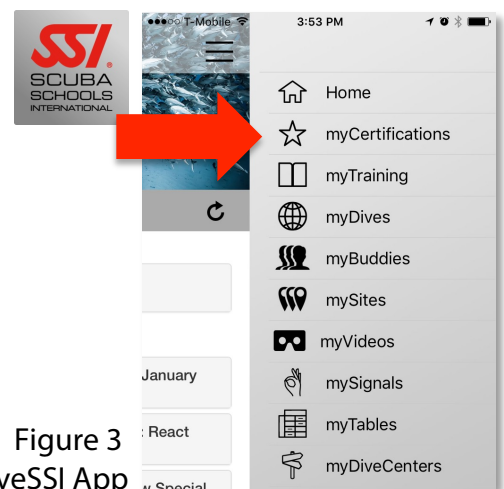 SSI
SCUBA
SCHOOLS
INTERNATIONAL
T-Mobile 3:53 PM
Home
myCertifications
myTraining
myDives
myBuddies
mySites
myVideos
mySignals
myTables
myDiveCenters
January
: React
w Special
Figure 3
veSSI App